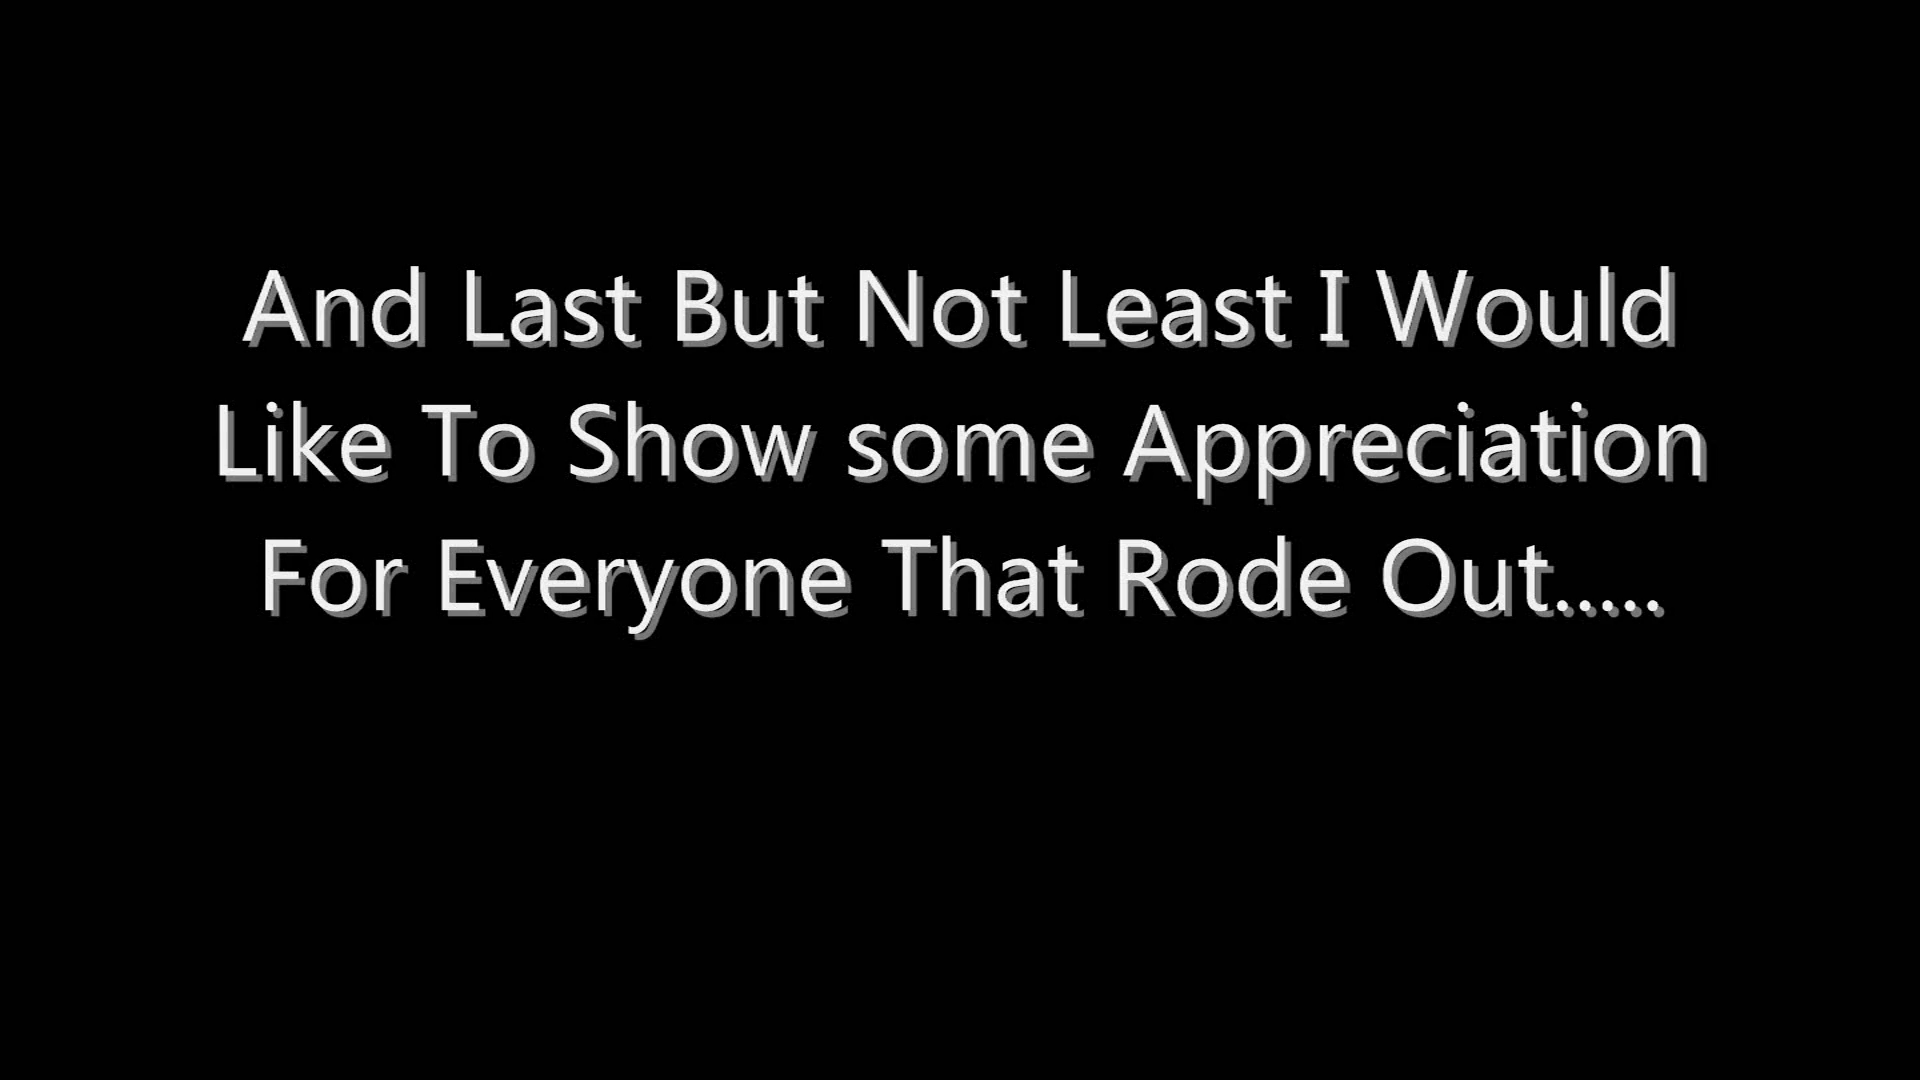 And Last But Not Least I Would
Like To Show some Appreciation
For Everyone That Rode Out.....